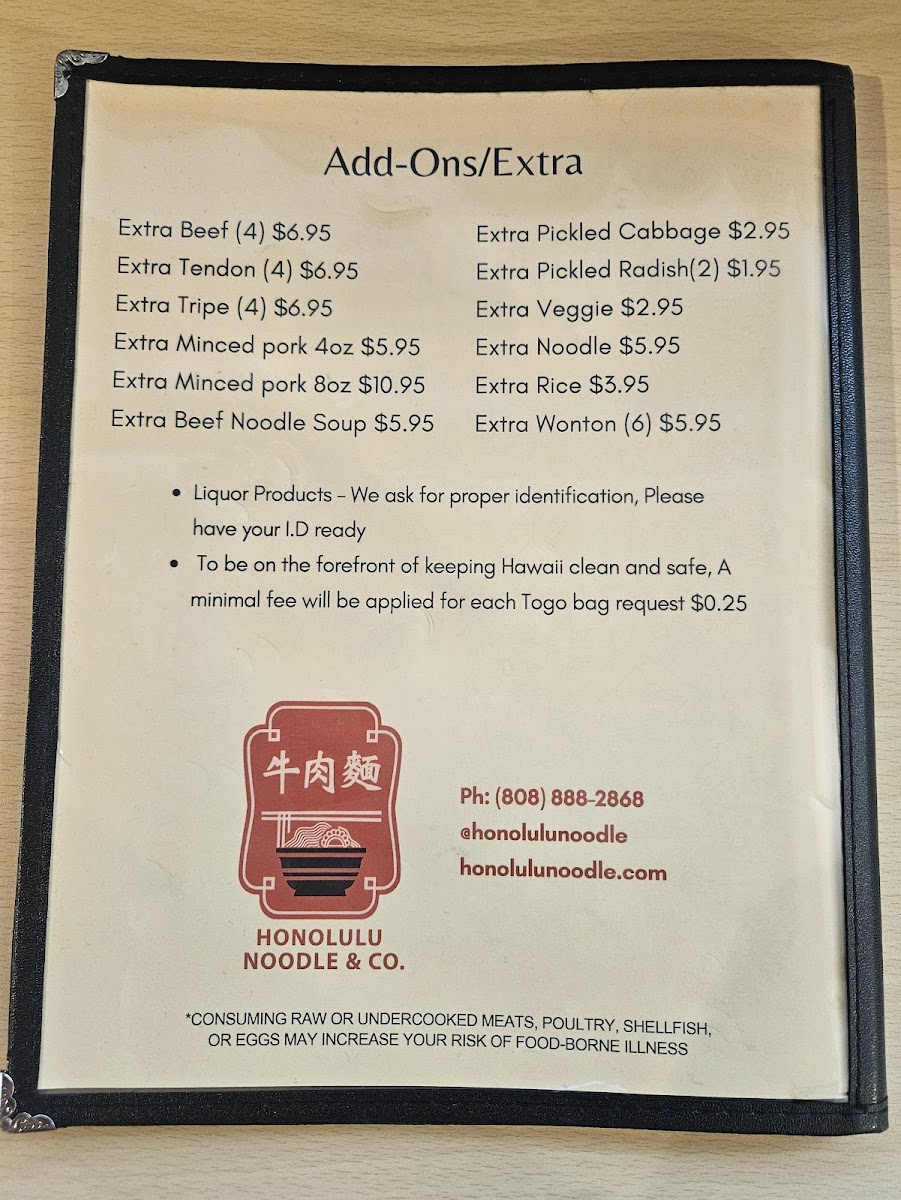 Add-Ons/Extra
Extra Beef (4) $6.95
Extra Tendon (4) $6.95
Extra Tripe (4) $6.95
Extra Minced pork 4oz $5.95
Extra Minced pork 8oz $10.95
Extra Beef Noodle Soup $5.95
Extra Pickled Cabbage $2.95
Extra Pickled Radish(2) $1.95
Extra Veggie $2.95
Extra Noodle $5.95
Extra Rice $3.95
Extra Wonton (6) $5.95
• Liquor Products - We ask for proper identification, Please
have your I.D ready
• To be on the forefront of keeping Hawaii clean and safe, A
minimal fee will be applied for each Togo bag request $0.25
牛肉麵
HONOLULU
NOODLE & CO.
Ph: (808) 888-2868
@honolulunoodle
honolulunoodle.com
*CONSUMING RAW OR UNDERCOOKED MEATS, POULTRY, SHELLFISH,
OR EGGS MAY INCREASE YOUR RISK OF FOOD-BORNE ILLNESS